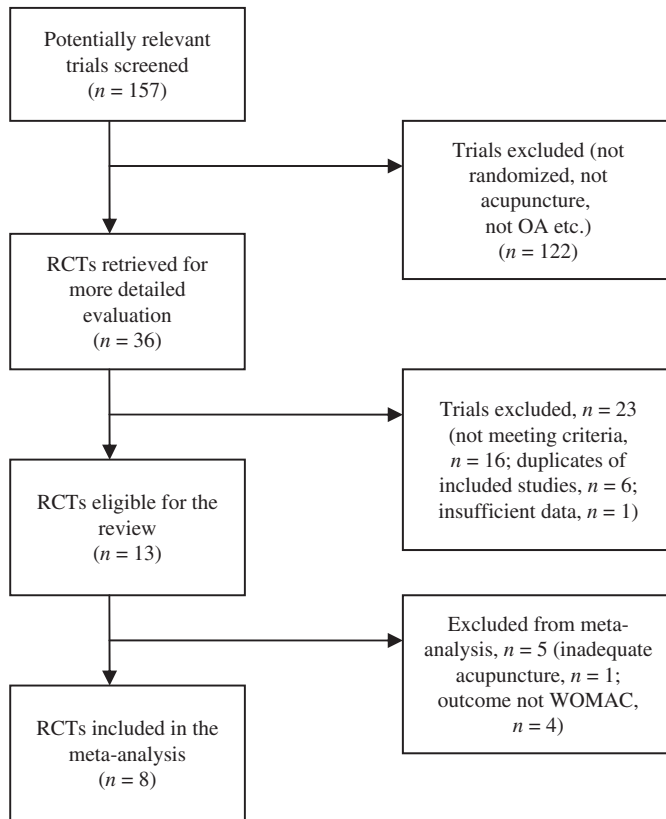 Potentially relevant
trials screened
(n = 157)
Trials excluded (not
randomized, not
acupuncture,
not OA etc.)
(n = 122)
RCTs retrieved for
more detailed
evaluation
(n = 36)
Trials excluded, n = 23
(not meeting criteria,
n = 16; duplicates of
included studies, n = 6;
insufficient data, n = 1)
RCTs eligible for the
review
(n = 13)
Excluded from meta-
analysis, n = 5 (inadequate
acupuncture, n = 1;
outcome not WOMAC,
n = 4)
RCTs included in the
meta-analysis
(n = 8)